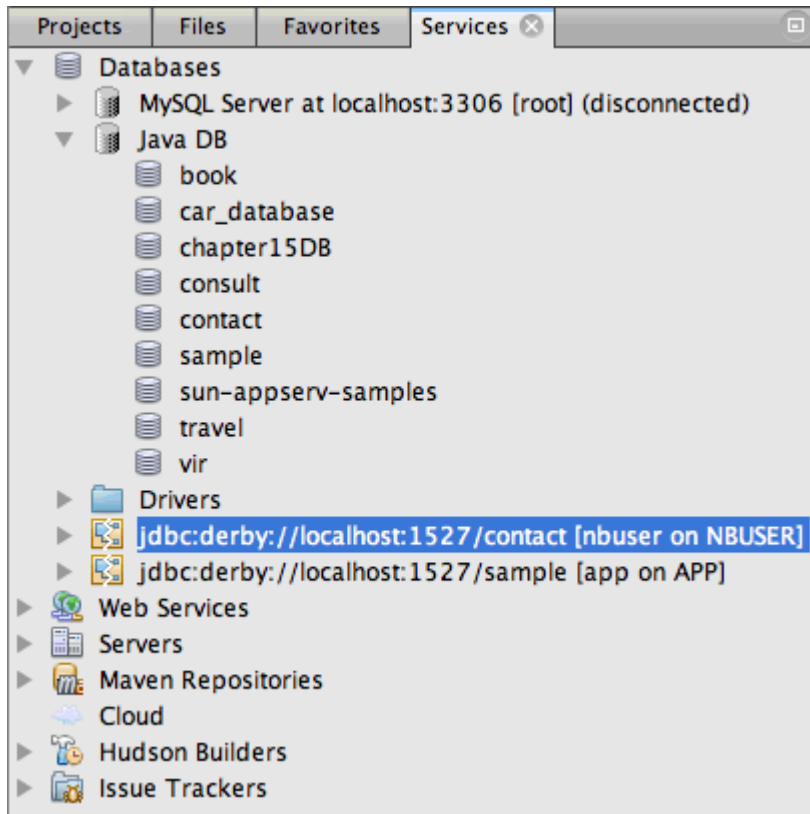 Projects Files Favorites Services
Databases
MySQL Server at localhost:3306 [root] (disconnected)
Java DB
book
car_database
chapter15DB
consult
contact
sample
sun-appserv-samples
travel
vir
Drivers
jdbc:derby://localhost:1527/contact [nbuser on NBUSER]
jdbc:derby://localhost:1527/sample [app on APP]
Web Services
Servers
Maven Repositories
Cloud
Hudson Builders
Issue Trackers